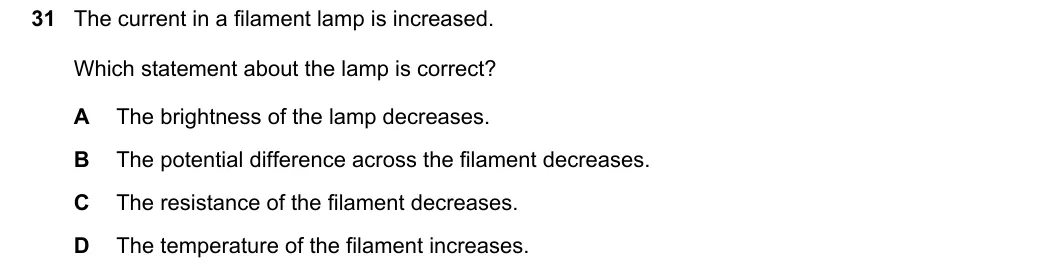 31 The current in a filament lamp is increased.
Which statement about the lamp is correct?
A The brightness of the lamp decreases.
B The potential difference across the filament decreases.
C The resistance of the filament decreases.
D The temperature of the filament increases.